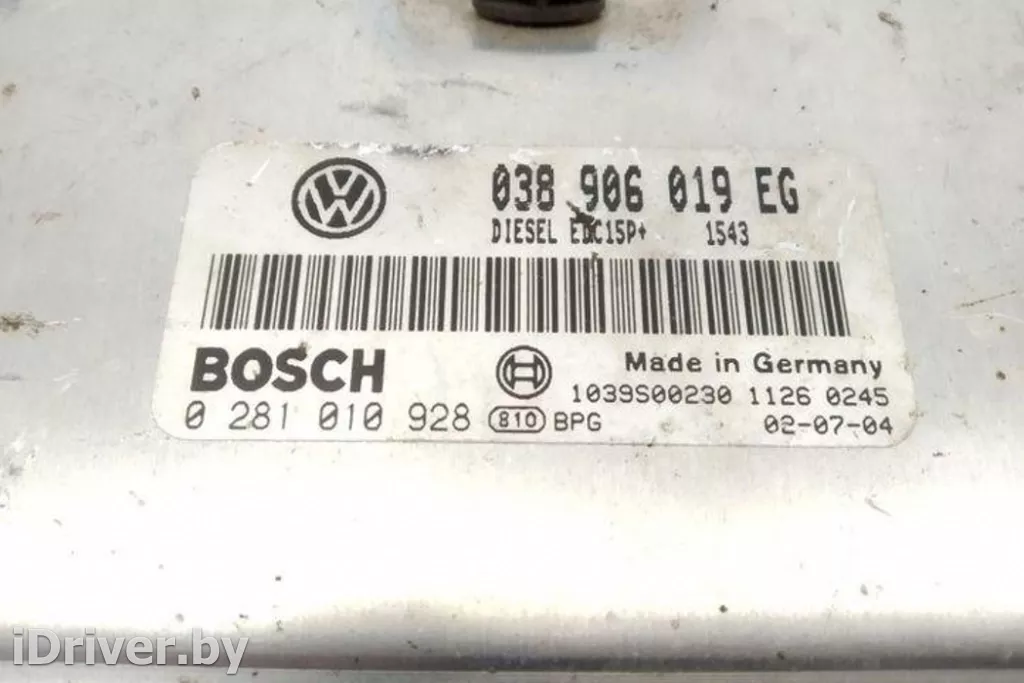 038 906 019 EG
DIESEL EDC15P+ 1543
BOSCH Made in Germany
1039S00230 1126 0245
0 281 010 928 810 BPG 02-07-04
iDriver.by